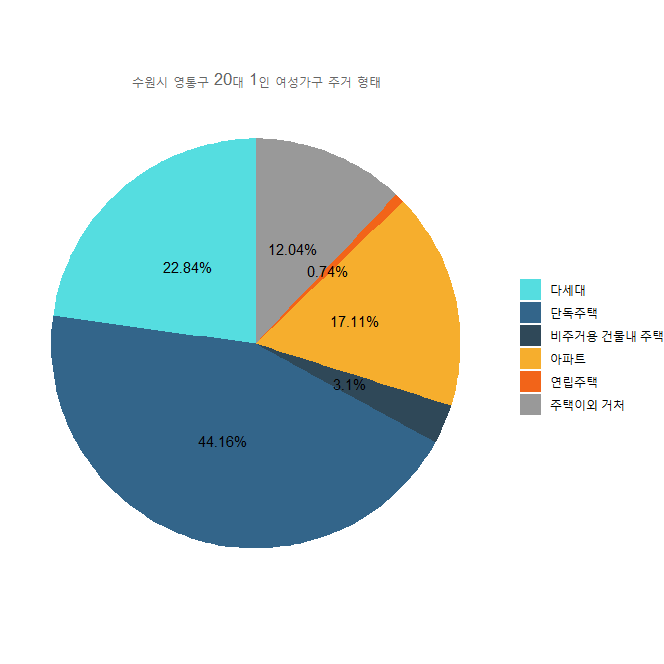 수원시 영통구 20대 1인 여성가구 주거 형태
12.04%
22.84%
0.74%
17.11%
3.1%
44.16%
다세대
단독주택
비주거용 건물내 주택
아파트
연립주택
주택이외 거처